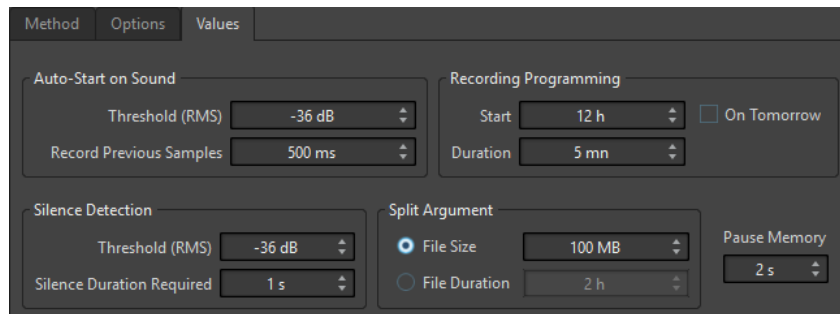 Method Options Values
Auto-Start on Sound
Threshold (RMS) -36 dB
Record Previous Samples 500 ms
Recording Programming
Start 12 h On Tomorrow
Duration 5 mn
Silence Detection
Threshold (RMS) -36 dB
Silence Duration Required 1 s
Split Argument
File Size 100 MB
File Duration 2 h
Pause Memory
2 s